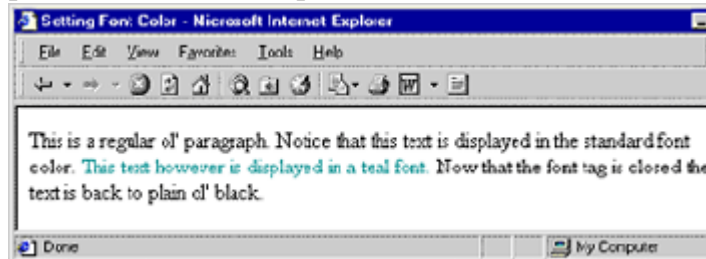 Setting Font Color - Microsoft Internet Explorer
File Edit View Favorites Tools Help
This is a regular ol' paragraph. Notice that this text is displayed in the standard font
color. This text however is displayed in a teal font. Now that the font tag is closed the
text is back to plain ol' black.
Done My Computer